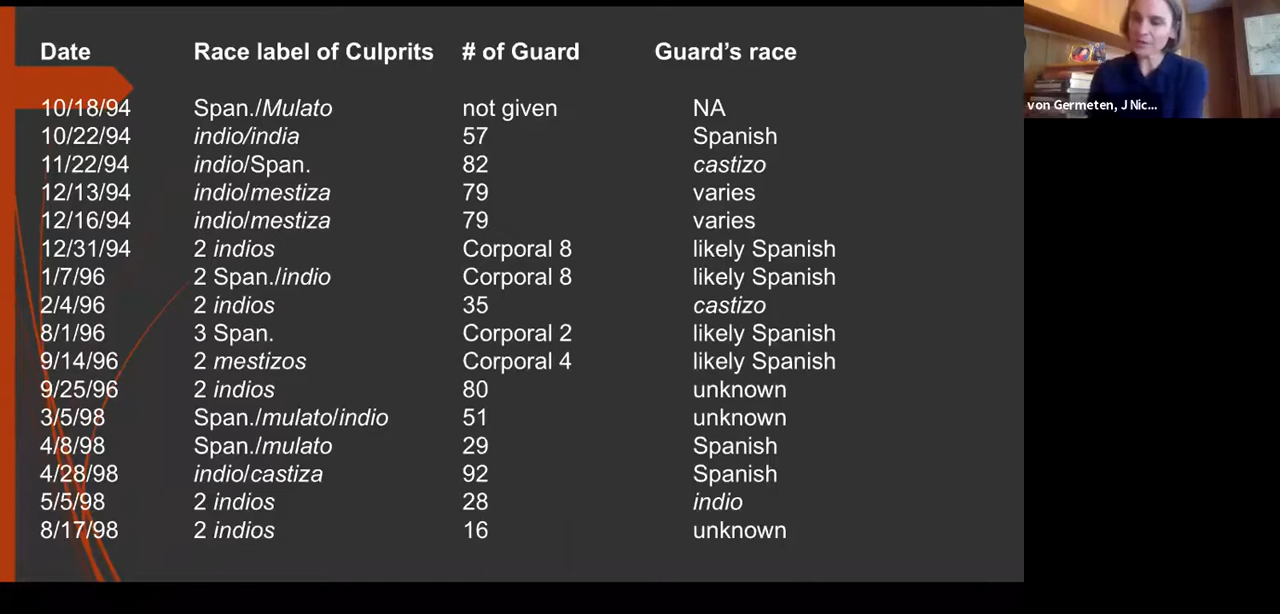 Date Race label of Culprits # of Guard Guard's race
10/18/94 Span./Mulato not given NA
10/22/94 indio/india 57 Spanish
11/22/94 indio/Span. 82 castizo
12/13/94 indio/mestiza 79 varies
12/16/94 indio/mestiza 79 varies
12/31/94 2 indios Corporal 8 likely Spanish
1/7/96 2 Span./indio Corporal 8 likely Spanish
2/4/96 2 indios 35 castizo
8/1/96 3 Span. Corporal 2 likely Spanish
9/14/96 2 mestizos Corporal 4 likely Spanish
9/25/96 2 indios 80 unknown
3/5/98 Span./mulato/indio 51 unknown
4/8/98 Span./mulato 29 Spanish
4/28/98 indio/castiza 92 Spanish
5/5/98 2 indios 28 indio
8/17/98 2 indios 16 unknown
von Germeten, J Nic...